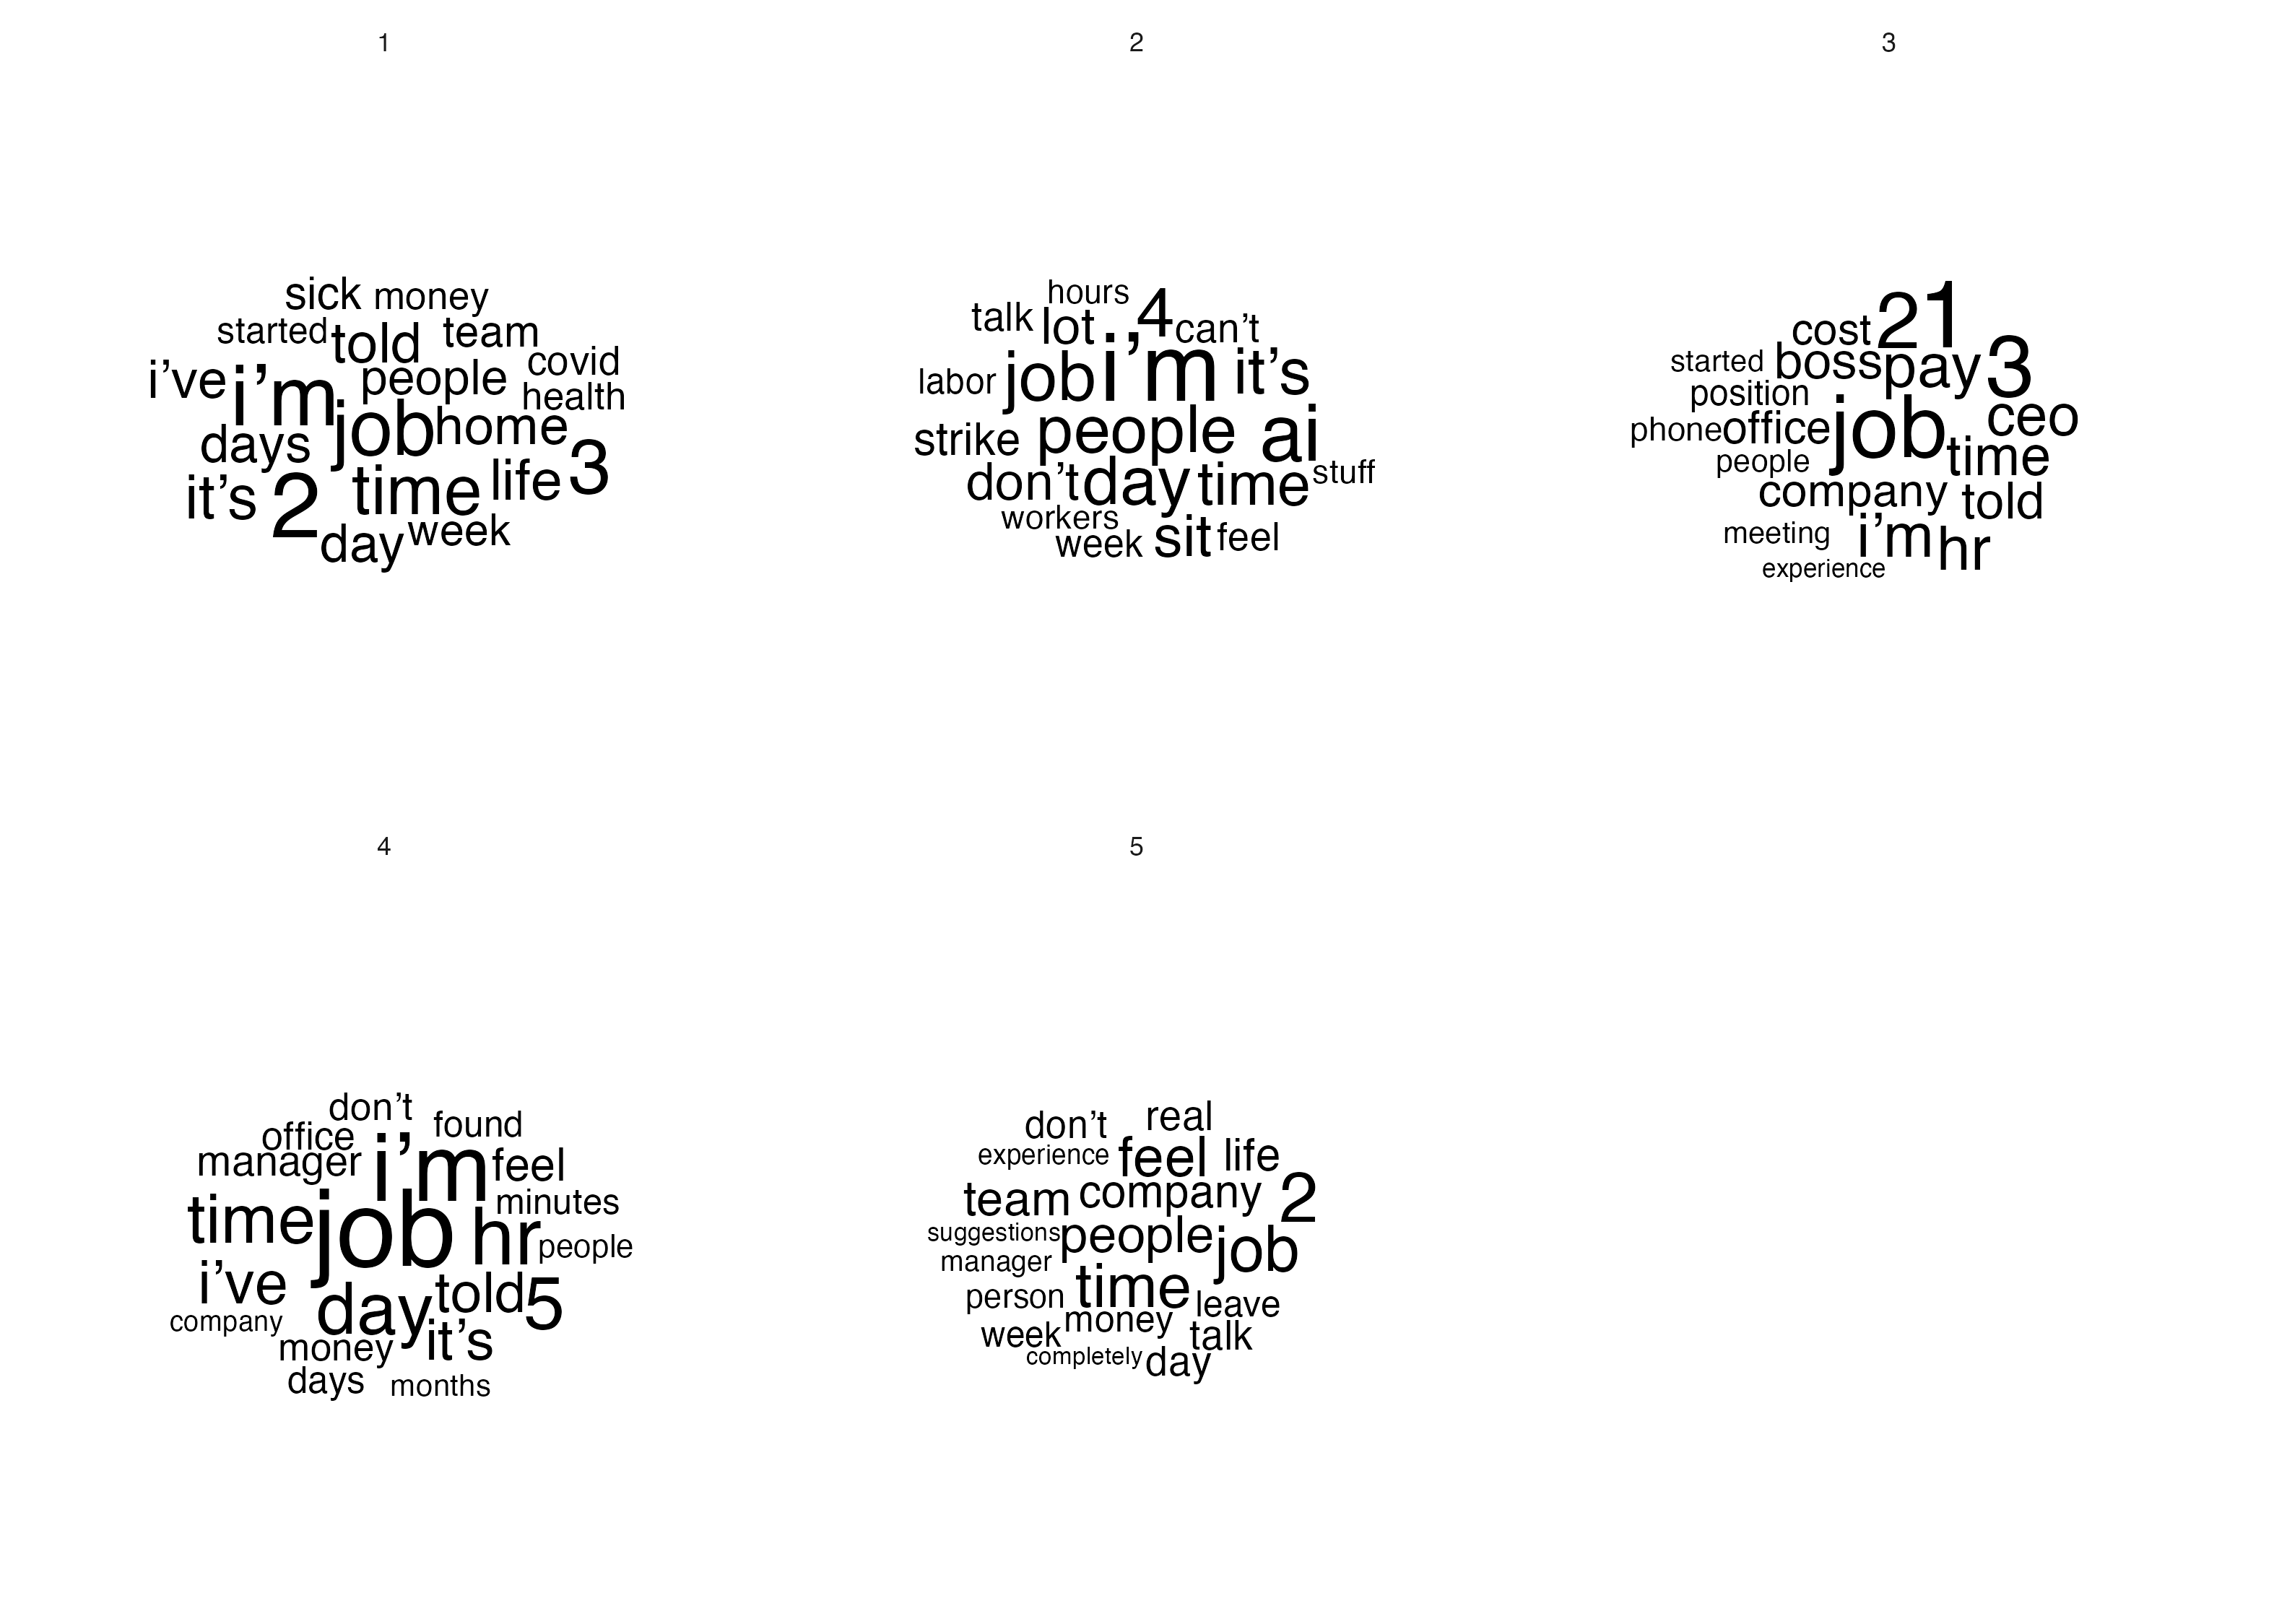 1
sick money
started told team
i've i'm people covid
health
days job home
it's 2 time life 3
day week
2
hours
talk lot i, 4 can't
labor job i'm it's
strike people ai
don't day time stuff
workers
week sit feel
3
cost 2 1
started boss pay 3
position
phone office job ceo
people time
company told
meeting i'm hr
experience
4
don't found
office
manager i'm feel
minutes
time job hr people
i've
company day told 5
money it's
days months
5
don't real
experience feel life
team company 2
suggestions people job
manager
person time leave
week money talk
completely day